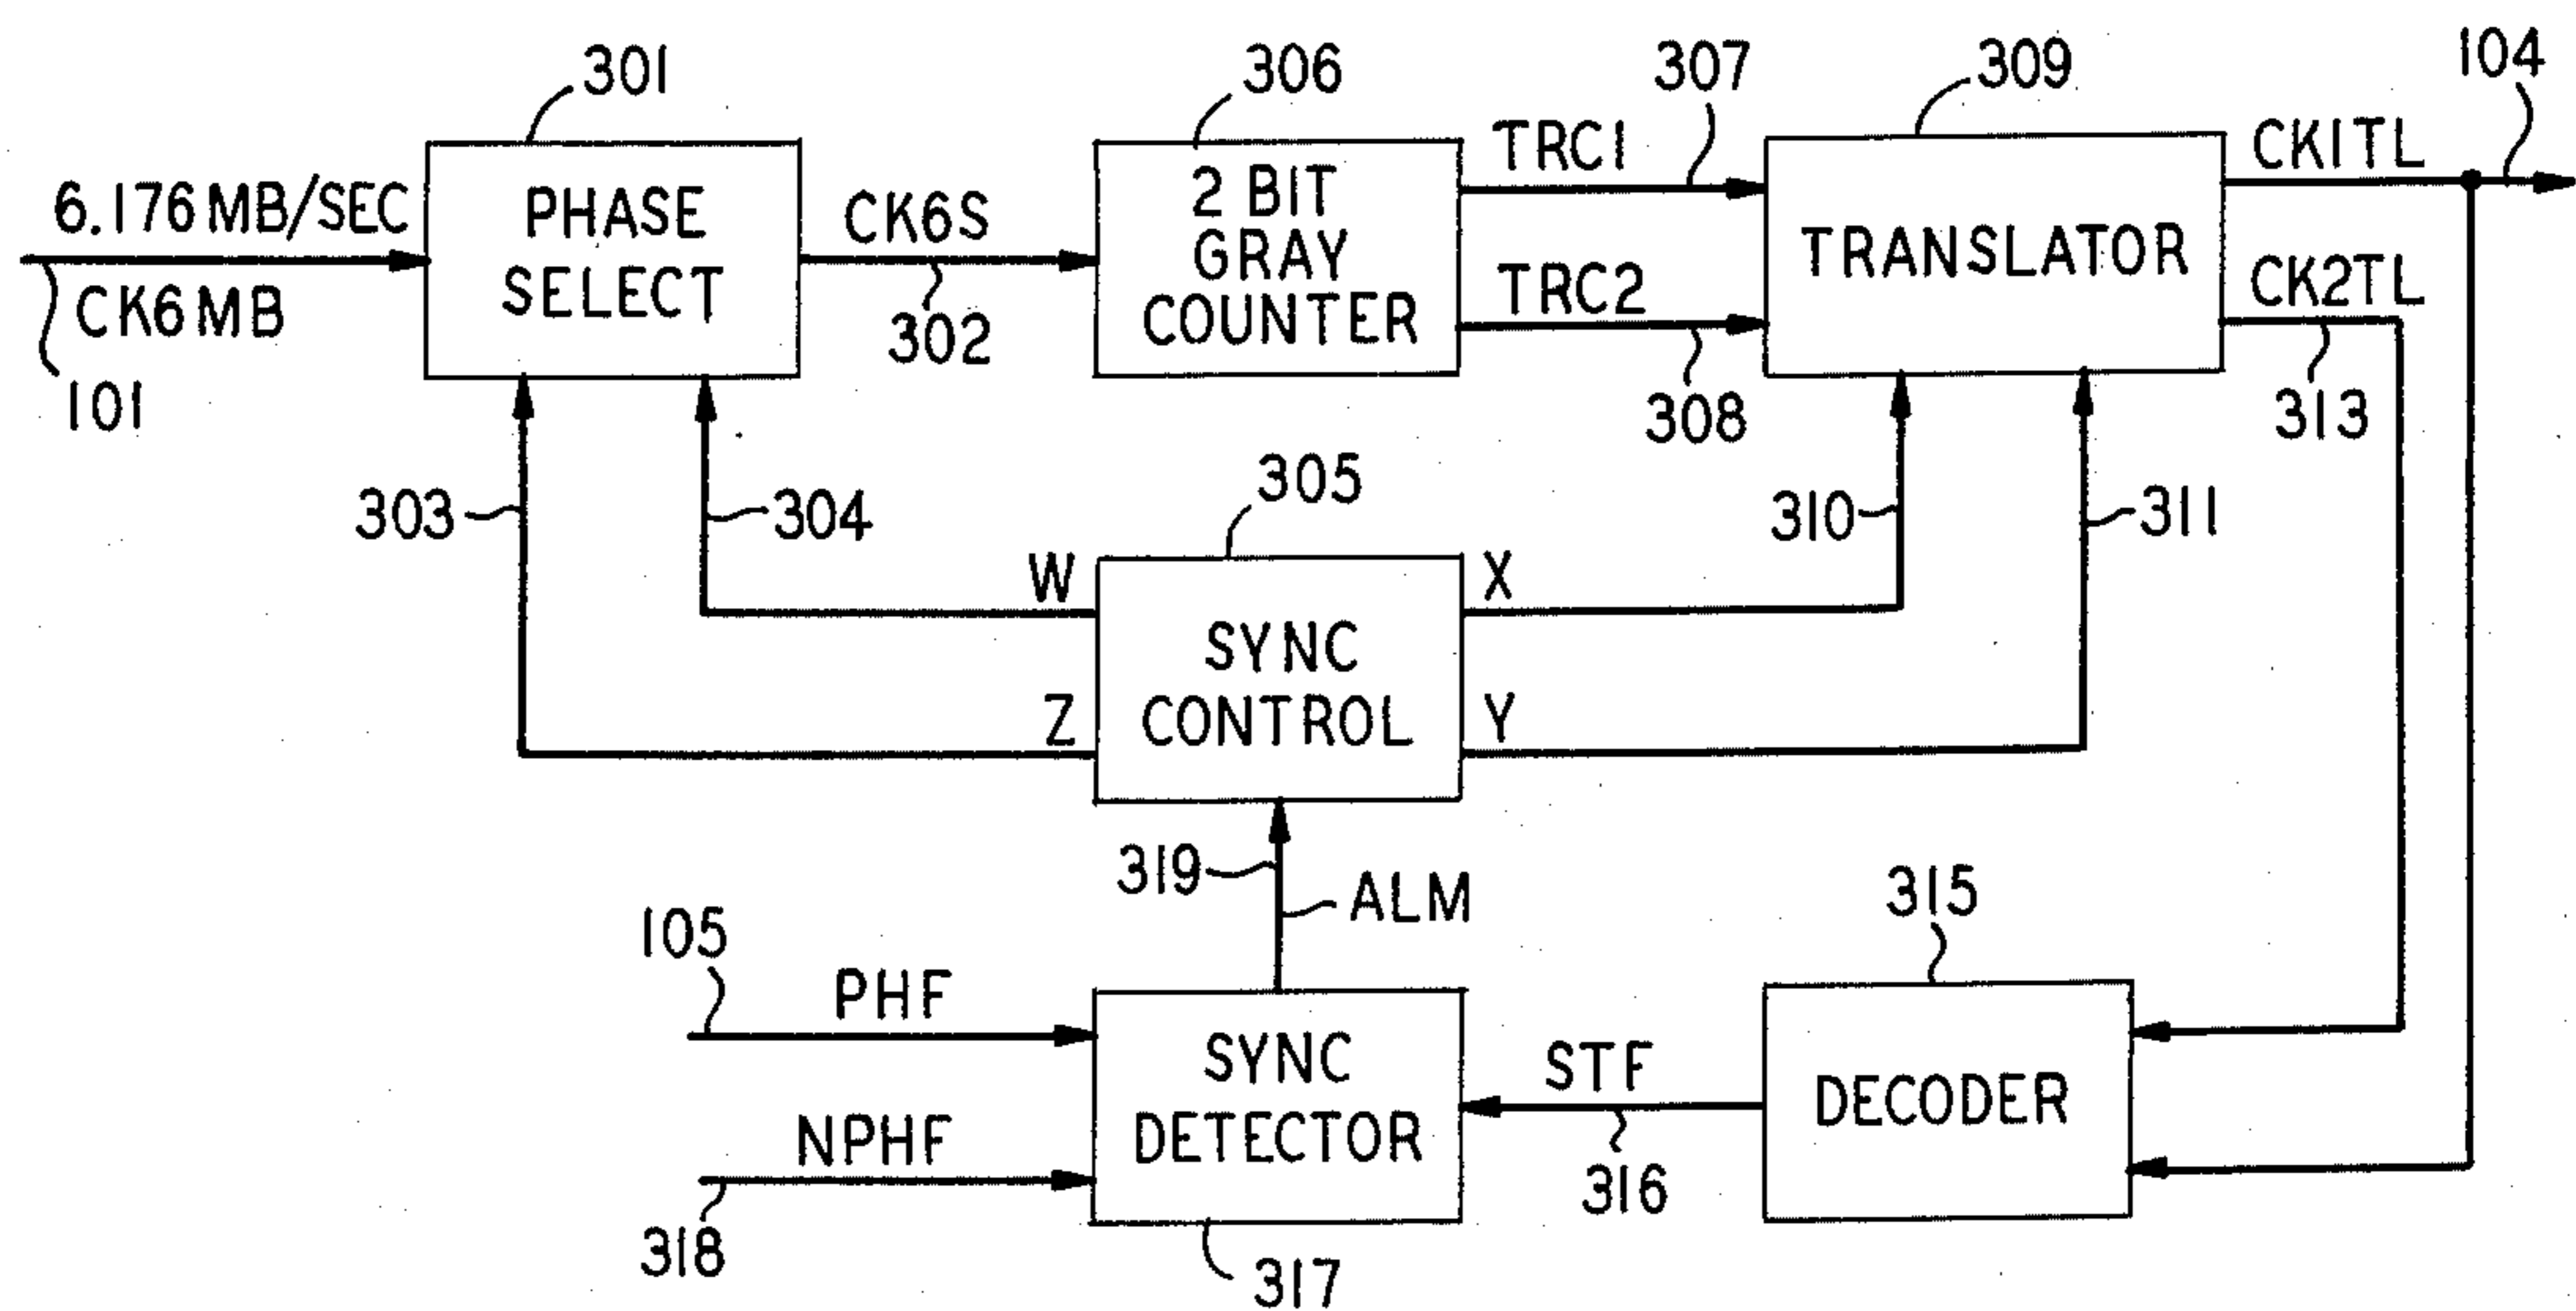 301
306
307
309
104
6.176 MB/SEC
CK6MB
101
PHASE
SELECT
CK6S
302
2 BIT
GRAY
COUNTER
TRC1
TRC2
308
TRANSLATOR
CK1TL
CK2TL
313
303
304
305
310
311
W
Z
SYNC
CONTROL
X
Y
319
ALM
105
PHF
NPHF
318
SYNC
DETECTOR
317
STF
316
315
DECODER